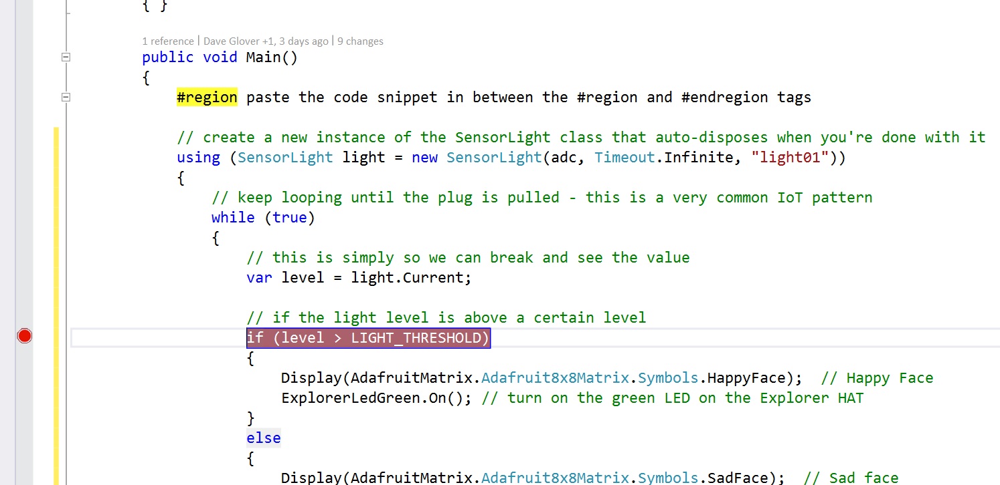 { }
1 reference | Dave Glover +1, 3 days ago | 9 changes
public void Main()
{
#region paste the code snippet in between the #region and #endregion tags
// create a new instance of the SensorLight class that auto-disposes when you're done with it
using (SensorLight light = new SensorLight(adc, Timeout.Infinite, "light01"))
{
// keep looping until the plug is pulled - this is a very common IoT pattern
while (true)
{
// this is simply so we can break and see the value
var level = light.Current;
// if the light level is above a certain level
if (level > LIGHT_THRESHOLD)
{
Display(AdafruitMatrix.Adafruit8x8Matrix.Symbols.HappyFace);  // Happy Face
ExplorerLedGreen.On(); // turn on the green LED on the Explorer HAT
}
else
{
Display(AdafruitMatrix.Adafruit8x8Matrix.Symbols.SadFace);  // Sad face